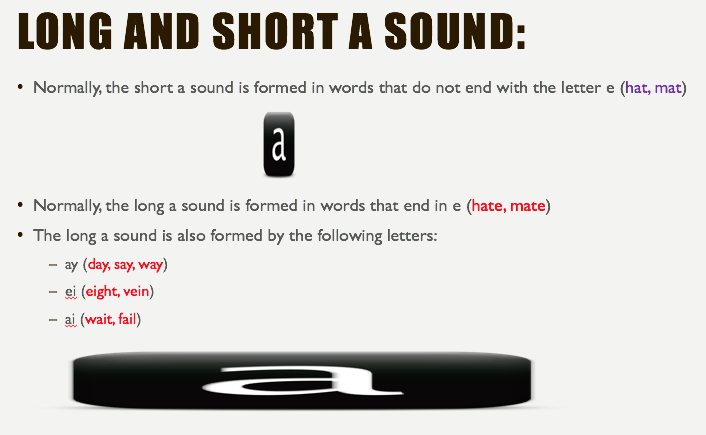 LONG AND SHORT A SOUND:
• Normally, the short a sound is formed in words that do not end with the letter e (hat, mat)
a
• Normally, the long a sound is formed in words that end in e (hate, mate)
• The long a sound is also formed by the following letters:
– ay (day, say, way)
– ei (eight, vein)
– ai (wait, fail)
a